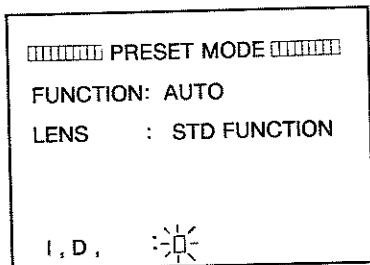 PRESET MODE
FUNCTION: AUTO
LENS : STD FUNCTION
I, D, :